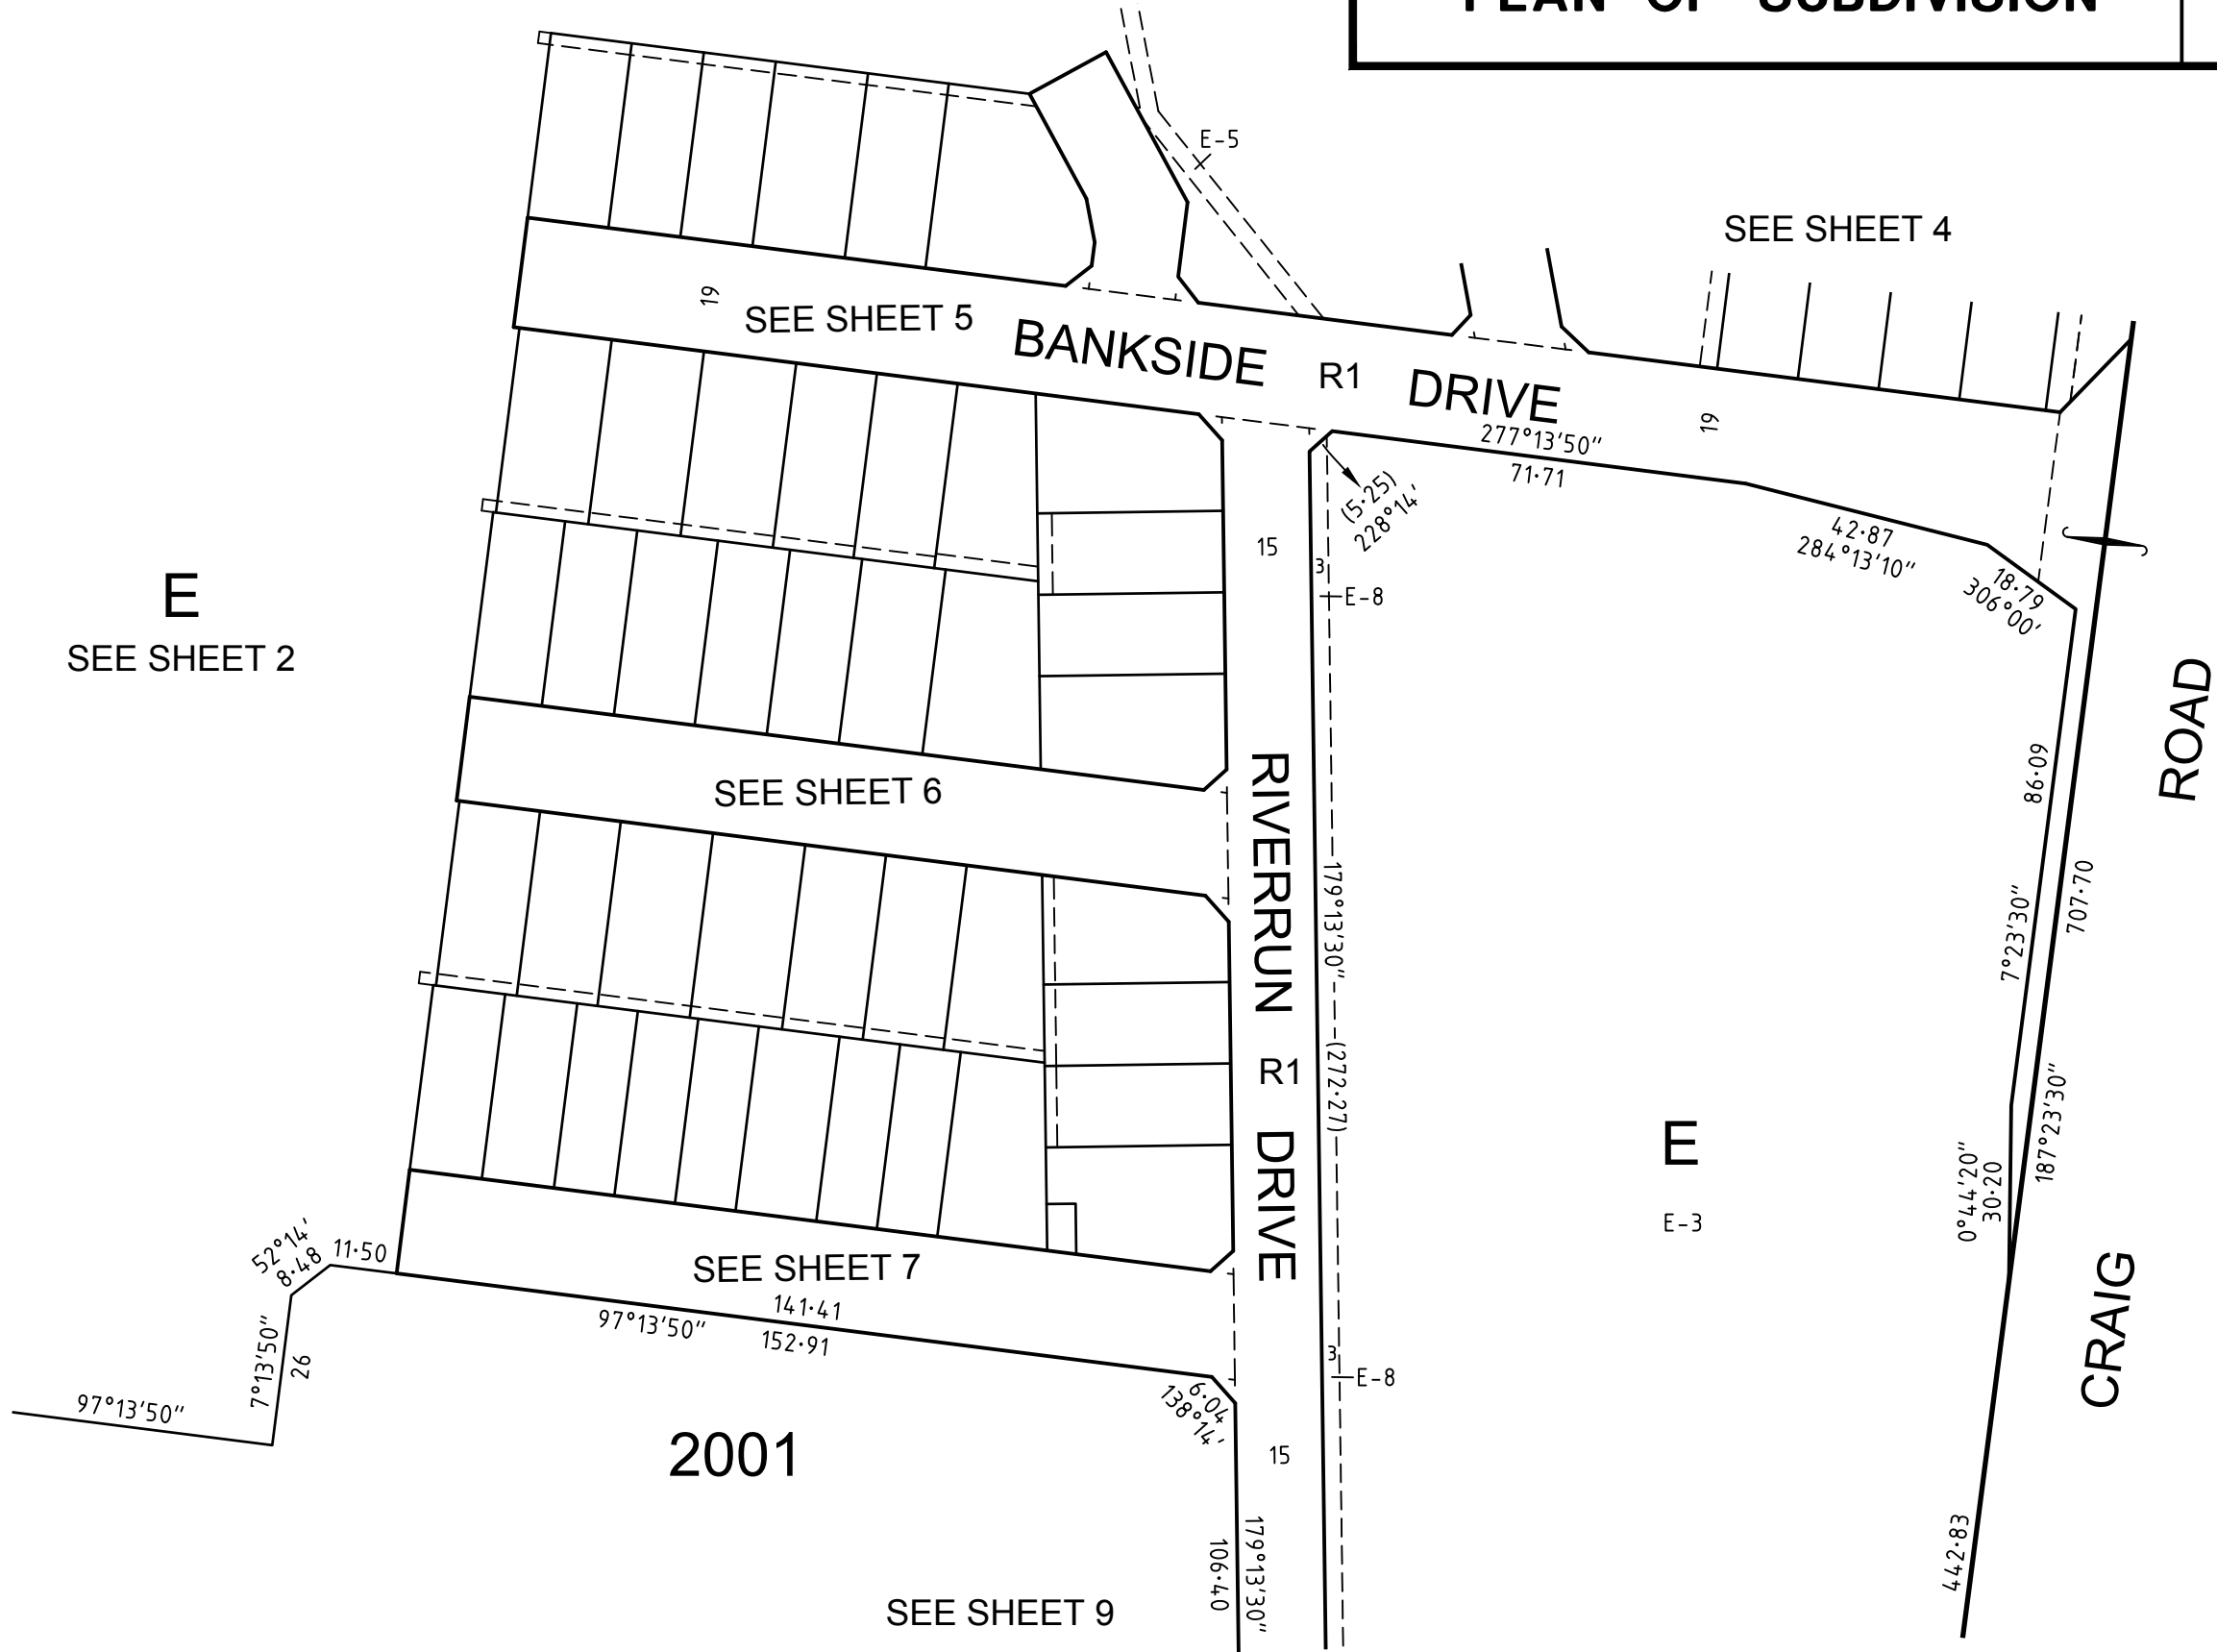 PLAN OF SUBDIVISION
E-5
SEE SHEET 4
19
SEE SHEET 5
BANKSIDE R1 DRIVE
19
277°13'50"
71·71
(5·25)
228°14'
42·87
284°13'10"
18·79
306°00'
15
3
E-8
E
SEE SHEET 2
ROAD
86·09
7°23'30"
707·70
SEE SHEET 6
RIVERRUN R1 DRIVE
179°13'30"
(272·27)
187°23'30"
0°44'20"
30·20
E
E-3
CRAIG
52°14'
8·48
11·50
SEE SHEET 7
141·41
97°13'50"
152·91
7°13'50"
26
97°13'50"
3
E-8
6·04
138°14'
2001
15
179°13'30"
106·40
442·83
SEE SHEET 9